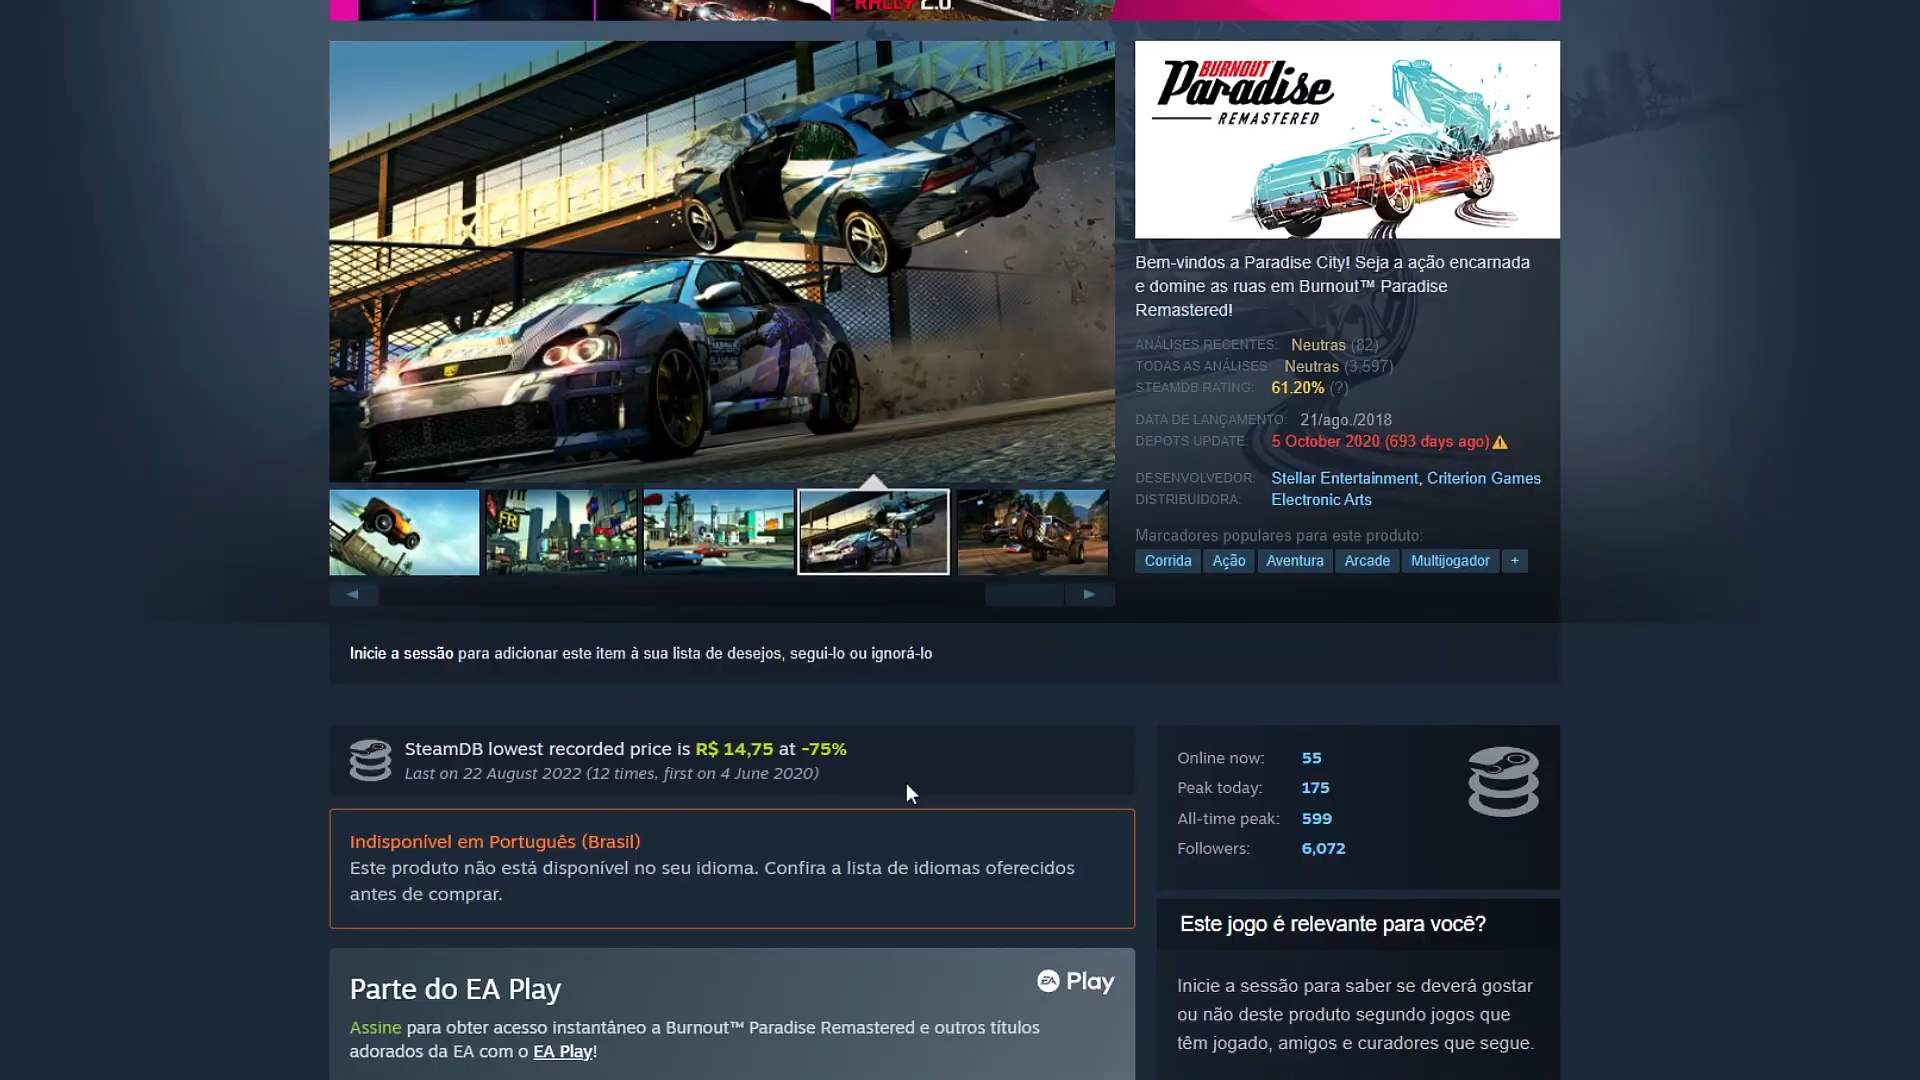 RALLY 2.0
BURNOUT
Paradise
REMASTERED
Bem-vindos a Paradise City! Seja a ação encarnada
e domine as ruas em Burnout™ Paradise
Remastered!
ANÁLISES RECENTES: Neutras (82)
TODAS AS ANÁLISES: Neutras (3,597)
STEAMDB RATING: 61.20% (?)
DATA DE LANÇAMENTO: 21/ago./2018
DEPOTS UPDATE: 5 October 2020 (693 days ago)
DESENVOLVEDOR: Stellar Entertainment, Criterion Games
DISTRIBUIDORA: Electronic Arts
Marcadores populares para este produto:
Corrida Ação Aventura Arcade Multijogador +
Inicie a sessão para adicionar este item à sua lista de desejos, segui-lo ou ignorá-lo
SteamDB lowest recorded price is R$ 14,75 at -75%
Last on 22 August 2022 (12 times, first on 4 June 2020)
Indisponível em Português (Brasil)
Este produto não está disponível no seu idioma. Confira a lista de idiomas oferecidos
antes de comprar.
Parte do EA Play
EA Play
Assine para obter acesso instantâneo a Burnout™ Paradise Remastered e outros títulos
adorados da EA com o EA Play!
Online now: 55
Peak today: 175
All-time peak: 599
Followers: 6,072
Este jogo é relevante para você?
Inicie a sessão para saber se deverá gostar
ou não deste produto segundo jogos que
têm jogado, amigos e curadores que segue.